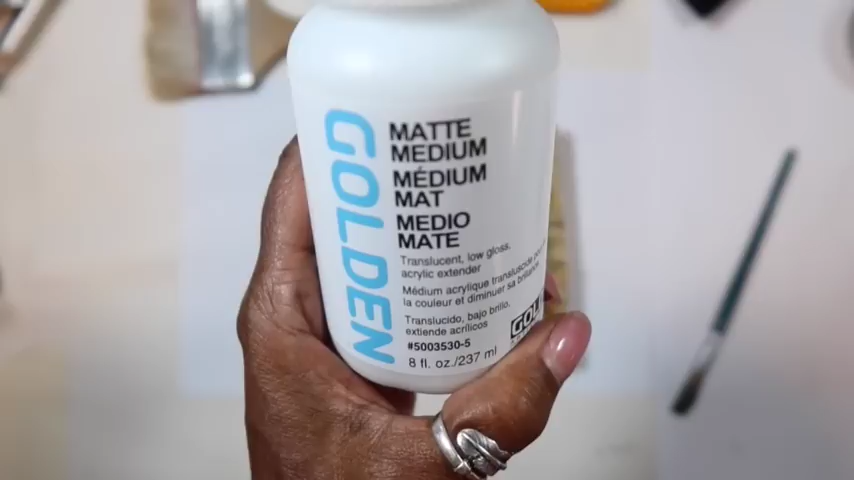 GOLDEN
MATTE
MEDIUM
MÉDIUM
MAT
MEDIO
MATE
Translucent, low gloss,
acrylic extender
Médium acrylique transluscide
la couleur et diminuer sa brillance.
Translucido, bajo brillo,
extiende acrílicos
#5003530-5
8 fl. oz./237 ml